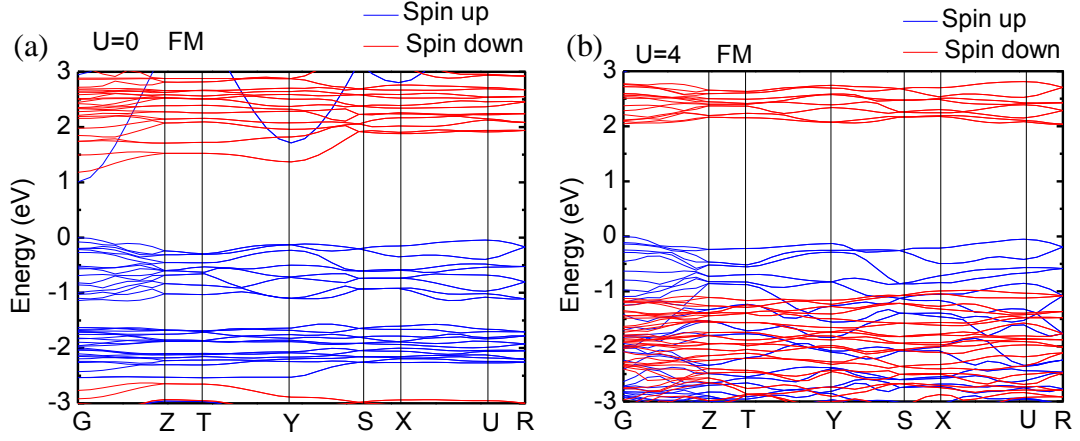 Spin up
Spin down
(a) U=0 FM
3
2
1
0
-1
-2
-3
Energy (eV)
G Z T Y S X U R
Spin up
Spin down
(b) U=4 FM
3
2
1
0
-1
-2
-3
Energy (eV)
G Z T Y S X U R